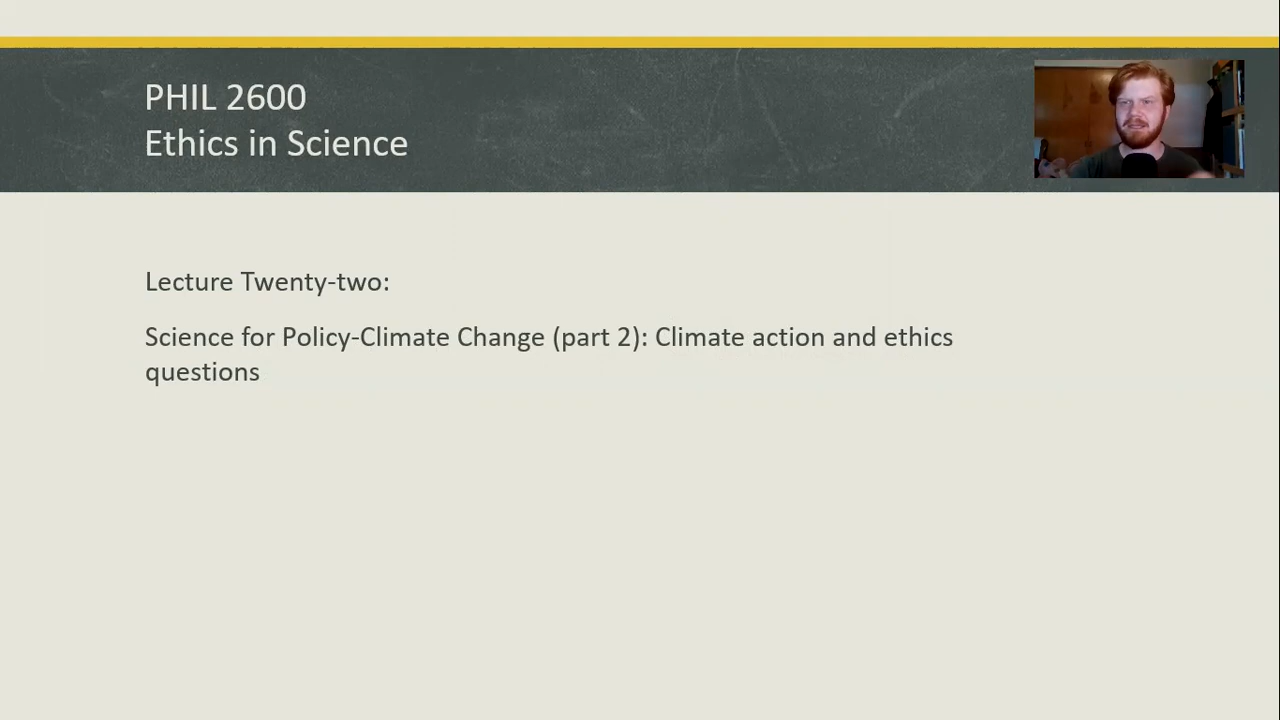 PHIL 2600
Ethics in Science
Lecture Twenty-two:
Science for Policy-Climate Change (part 2): Climate action and ethics
questions